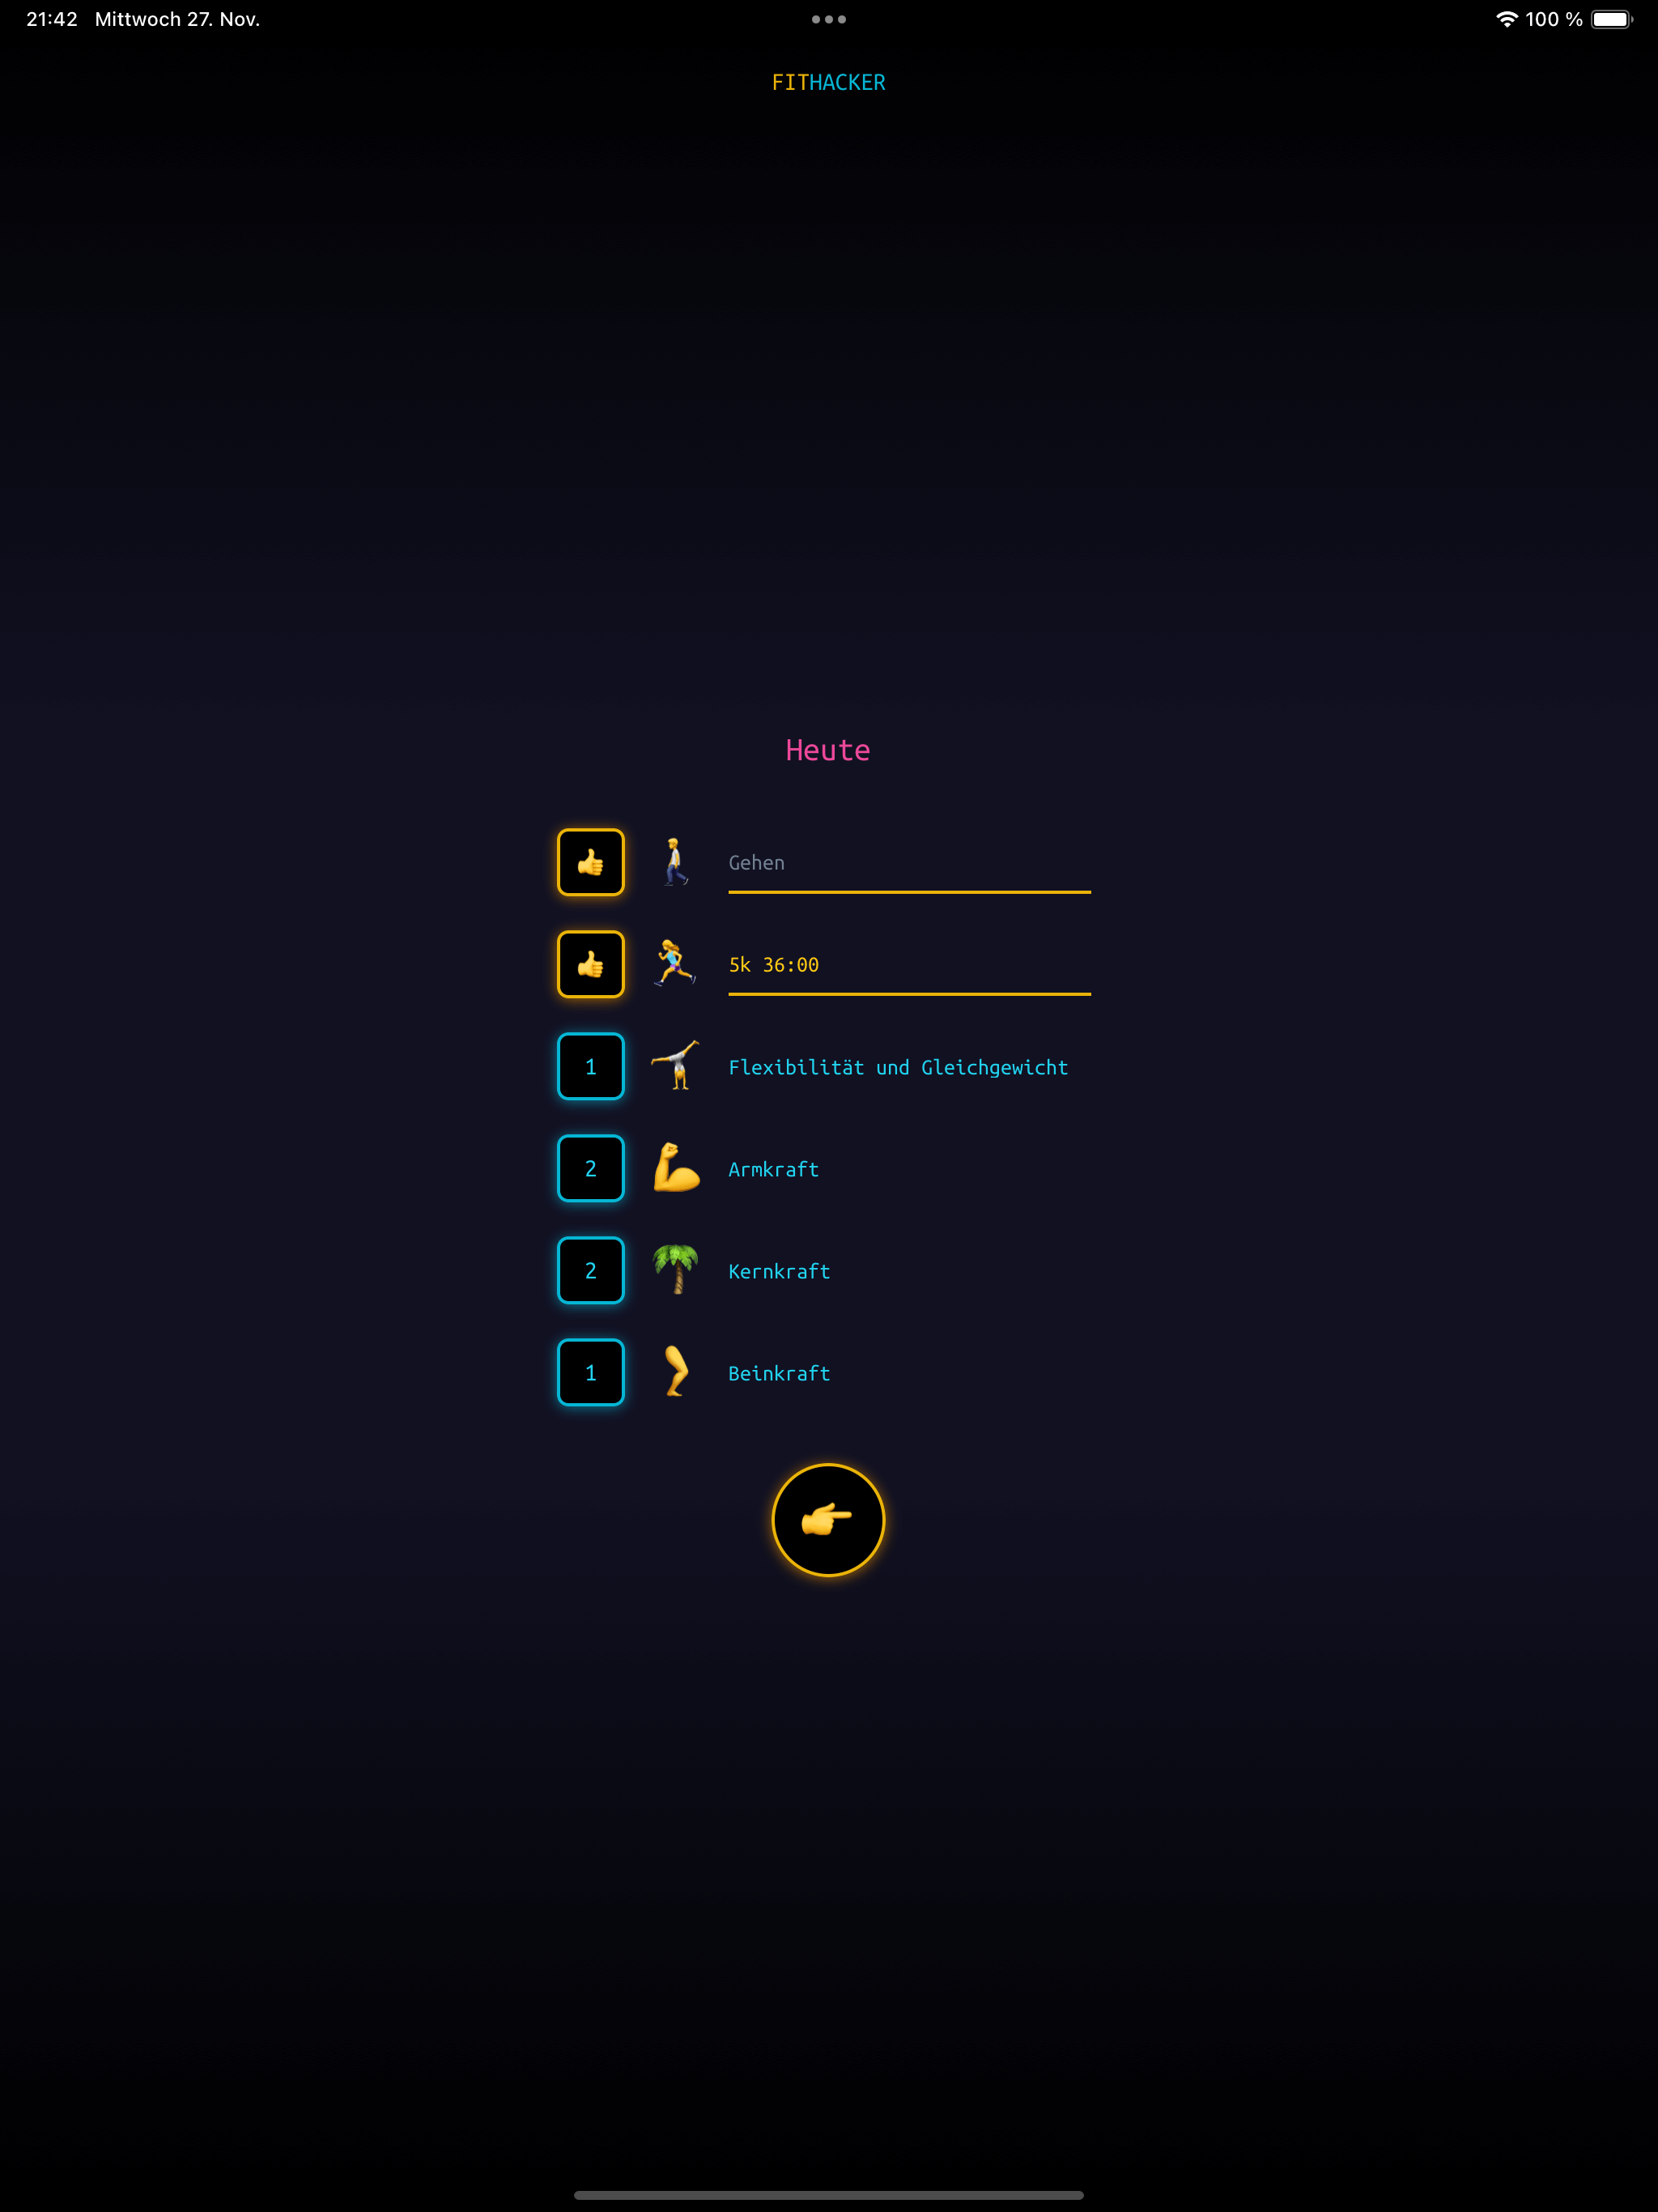 21:42 Mittwoch 27. Nov.
100 %
FITHACKER
Heute
Gehen
5k 36:00
1 Flexibilität und Gleichgewicht
2 Armkraft
2 Kernkraft
1 Beinkraft